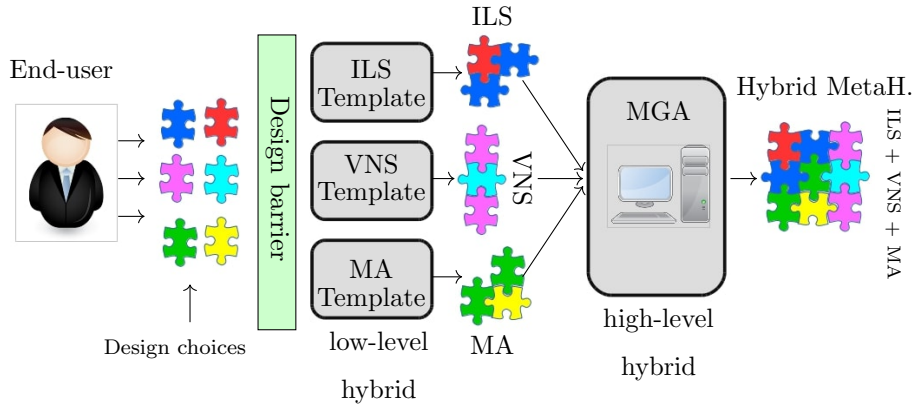 End-user
Design choices
Design barrier
ILS
Template
VNS
Template
MA
Template
low-level
hybrid
ILS
VNS
MA
MGA
high-level
hybrid
Hybrid MetaH.
ILS + VNS + MA